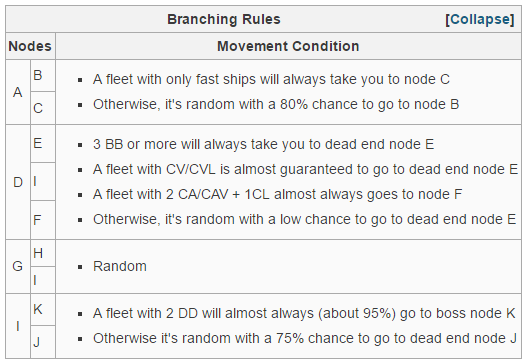 Branching Rules [Collapse]
Nodes Movement Condition
A
B
C
A fleet with only fast ships will always take you to node C
Otherwise, it's random with a 80% chance to go to node B
D
E
I
F
3 BB or more will always take you to dead end node E
A fleet with CV/CVL is almost guaranteed to go to dead end node E
A fleet with 2 CA/CAV + 1CL almost always goes to node F
Otherwise, it's random with a low chance to go to dead end node E
G
H
I
Random
I
K
J
A fleet with 2 DD will almost always (about 95%) go to boss node K
Otherwise it's random with a 75% chance to go to dead end node J